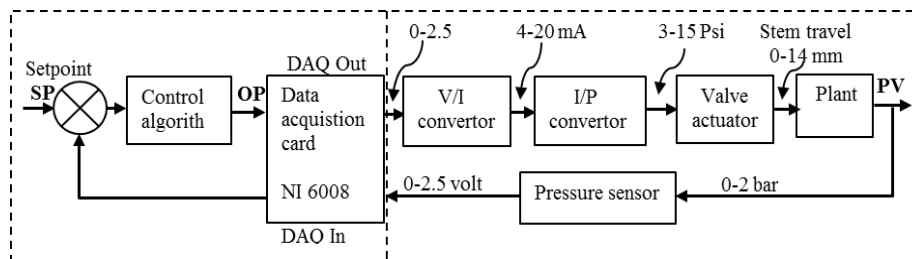 Setpoint
SP
Control
algorith
OP
DAQ Out
Data
acquistion
card
NI 6008
DAQ In
0-2.5
V/I
convertor
4-20 mA
I/P
convertor
3-15 Psi
Valve
actuator
Stem travel
0-14 mm
Plant
PV
0-2.5 volt
Pressure sensor
0-2 bar